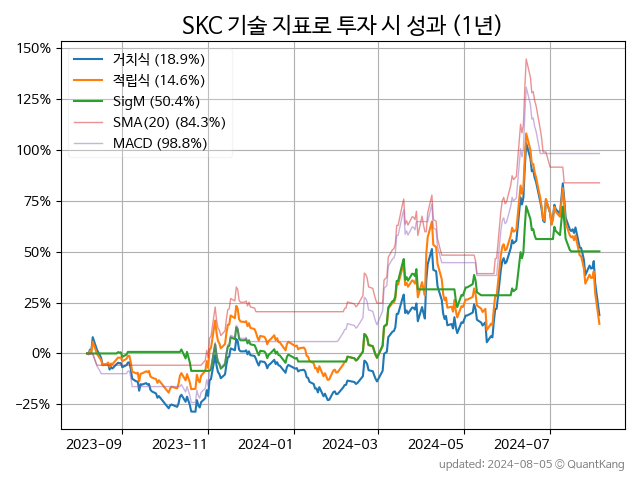 SKC 기술 지표로 투자 시 성과 (1년)
거치식 (18.9%)
적립식 (14.6%)
SigM (50.4%)
SMA(20) (84.3%)
MACD (98.8%)
150%
125%
100%
75%
50%
25%
0%
−25%
2023-09 2023-11 2024-01 2024-03 2024-05 2024-07
updated: 2024-08-05 © QuantKang